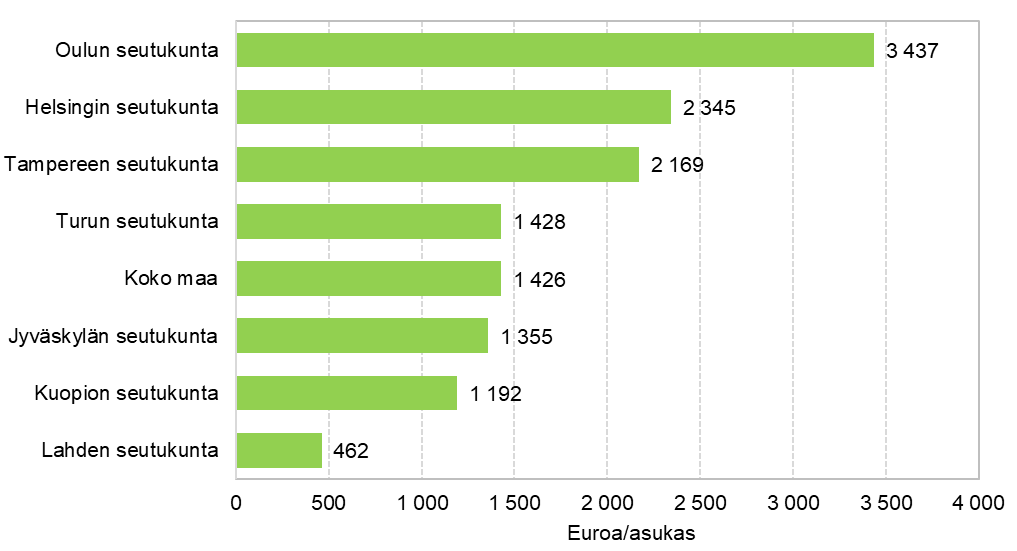 Oulun seutukunta 3 437
Helsingin seutukunta 2 345
Tampereen seutukunta 2 169
Turun seutukunta 1 428
Koko maa 1 426
Jyväskylän seutukunta 1 355
Kuopion seutukunta 1 192
Lahden seutukunta 462
0 500 1 000 1 500 2 000 2 500 3 000 3 500 4 000
Euroa/asukas